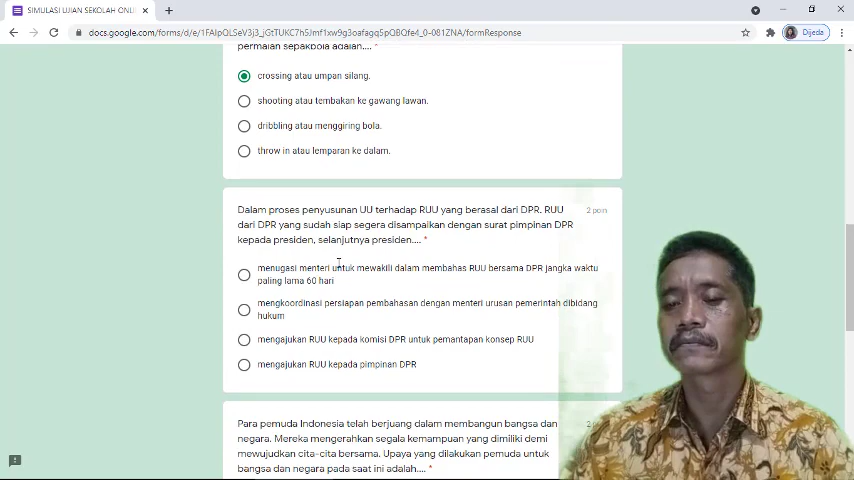 SIMULASI UJIAN SEKOLAH ONLIN
docs.google.com/forms/d/e/1FAIpQLSeV3j3_jGtTUKC7h5Jmf1xw9g3oafagq5pQBQfe4_0-081ZNA/formResponse
Dijeda
permaian sepakbola adalah.... *
crossing atau umpan silang.
shooting atau tembakan ke gawang lawan.
dribbling atau menggiring bola.
throw in atau lemparan ke dalam.
Dalam proses penyusunan UU terhadap RUU yang berasal dari DPR. RUU
2 poin
dari DPR yang sudah siap segera disampaikan dengan surat pimpinan DPR
kepada presiden, selanjutnya presiden.... *
menugasi menteri untuk mewakili dalam membahas RUU bersama DPR jangka waktu
paling lama 60 hari
mengkoordinasi persiapan pembahasan dengan menteri urusan pemerintah dibidang
hukum
mengajukan RUU kepada komisi DPR untuk pemantapan konsep RUU
mengajukan RUU kepada pimpinan DPR
Para pemuda Indonesia telah berjuang dalam membangun bangsa dan
negara. Mereka mengerahkan segala kemampuan yang dimiliki demi
mewujudkan cita-cita bersama. Upaya yang dilakukan pemuda untuk
bangsa dan negara pada saat ini adalah.... *